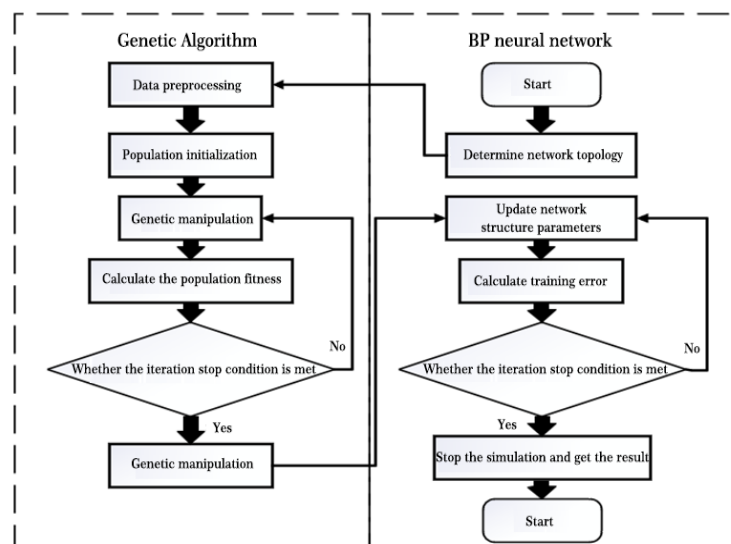 Genetic Algorithm
Data preprocessing
Population initialization
Genetic manipulation
Calculate the population fitness
Whether the iteration stop condition is met
No
Yes
Genetic manipulation
BP neural network
Start
Determine network topology
Update network
structure parameters
Calculate training error
Whether the iteration stop condition is met
No
Yes
Stop the simulation and get the result
Start